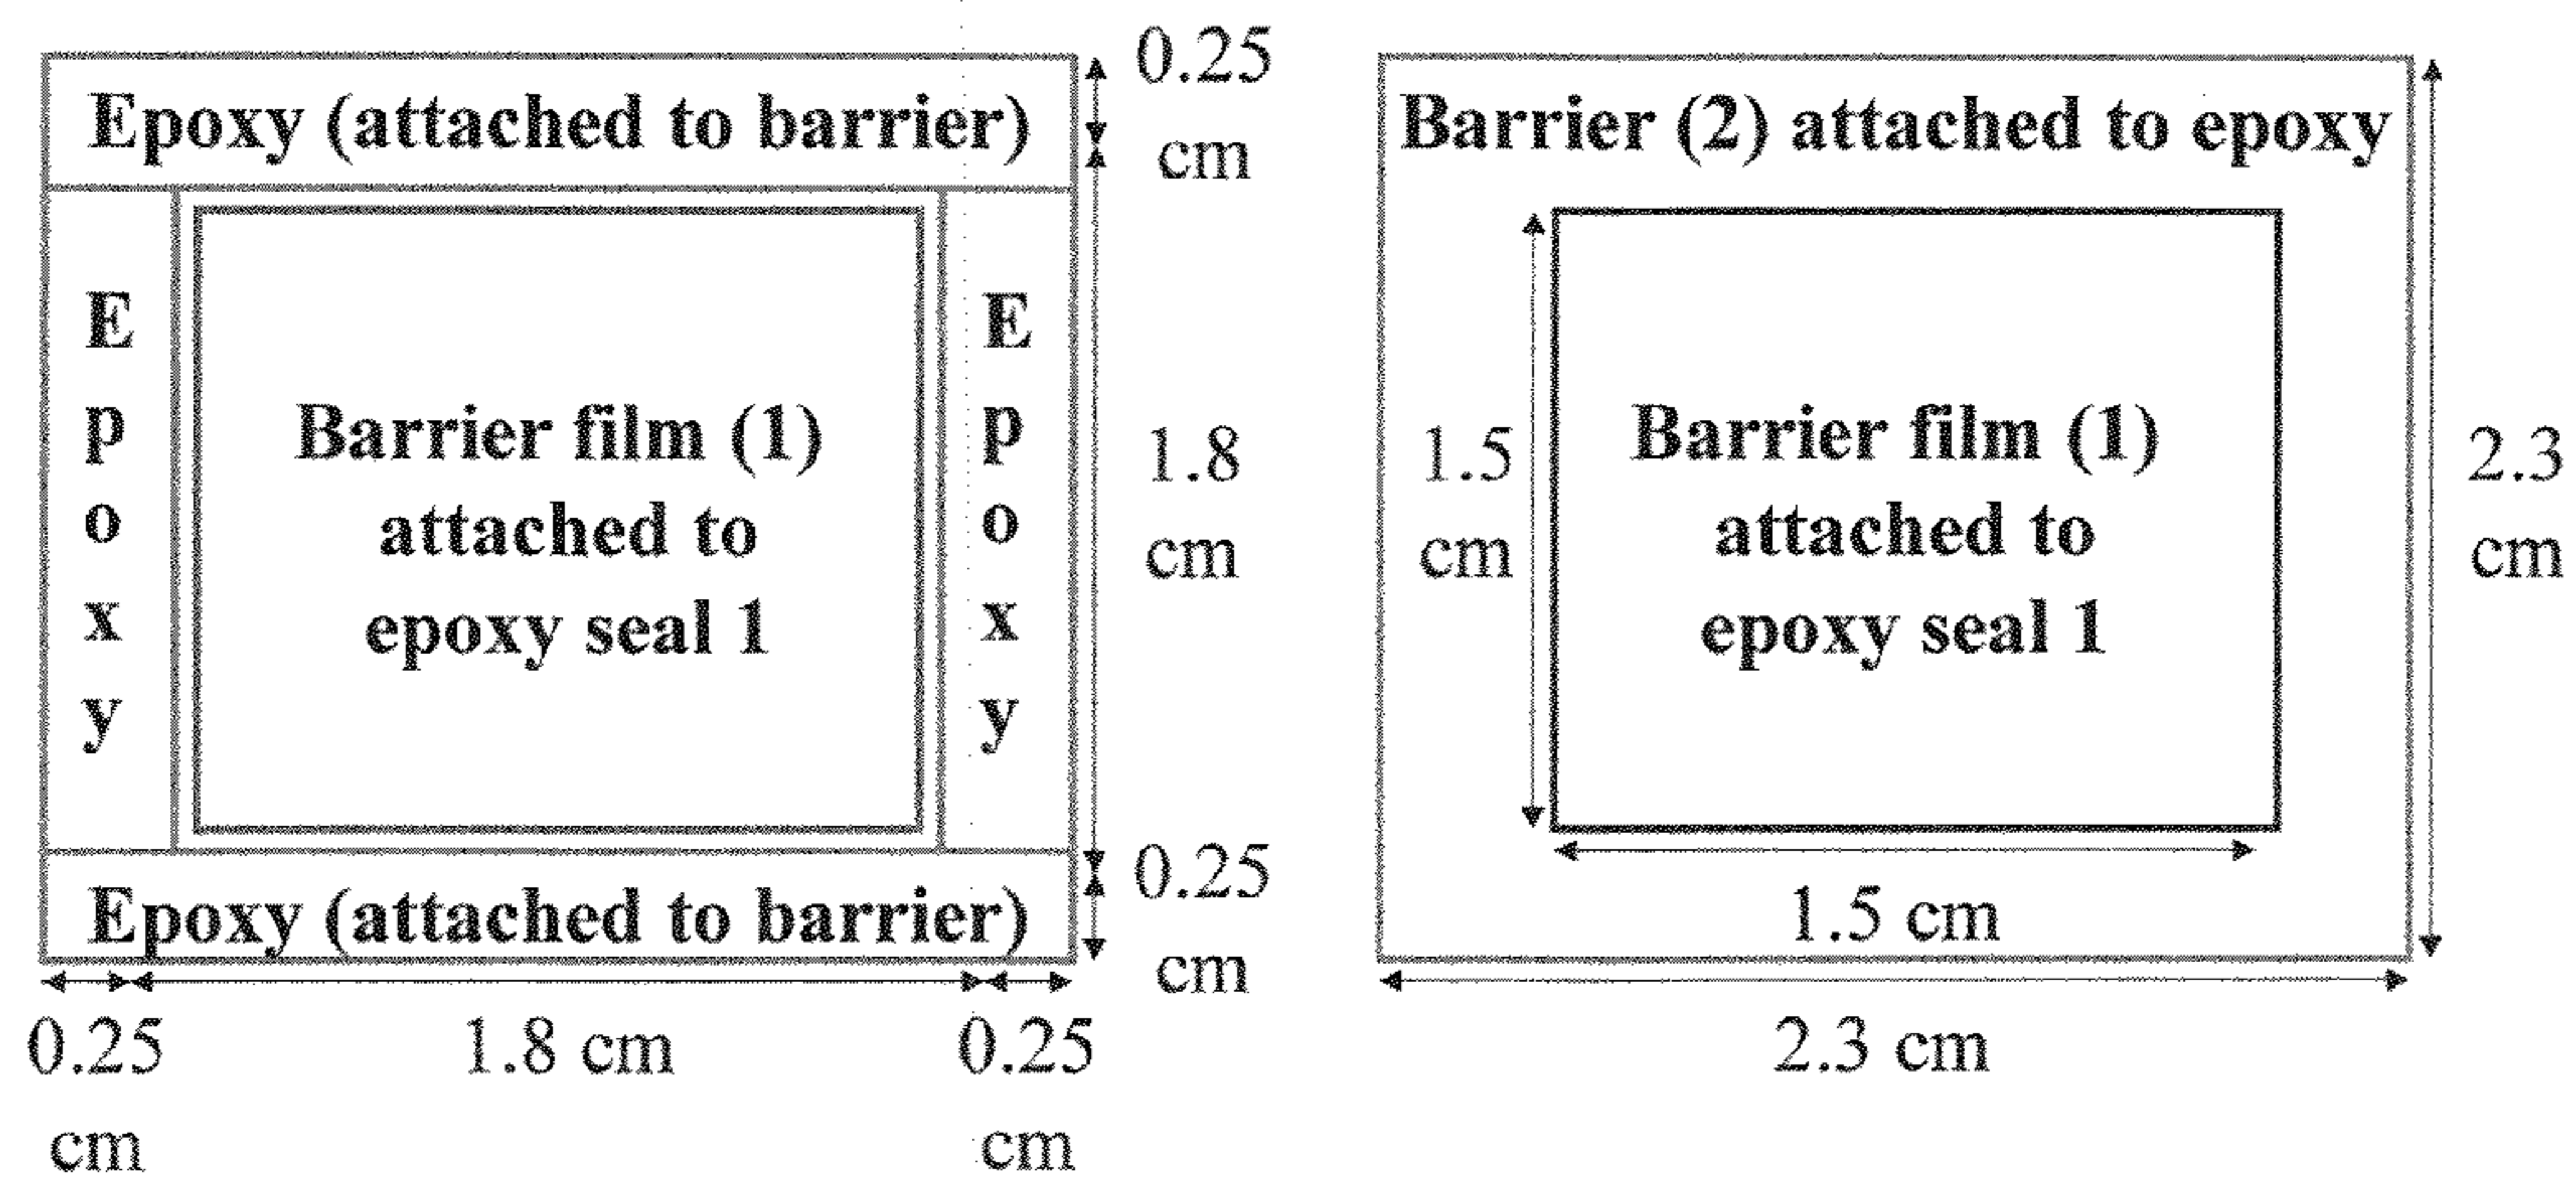 Epoxy (attached to barrier)
0.25
cm
E
p
o
x
y
Barrier film (1)
attached to
epoxy seal 1
E
p
o
x
y
1.8
cm
Epoxy (attached to barrier)
0.25
cm
0.25
cm
1.8 cm
0.25
cm
Barrier (2) attached to epoxy
1.5
cm
Barrier film (1)
attached to
epoxy seal 1
1.5 cm
2.3
cm
2.3 cm